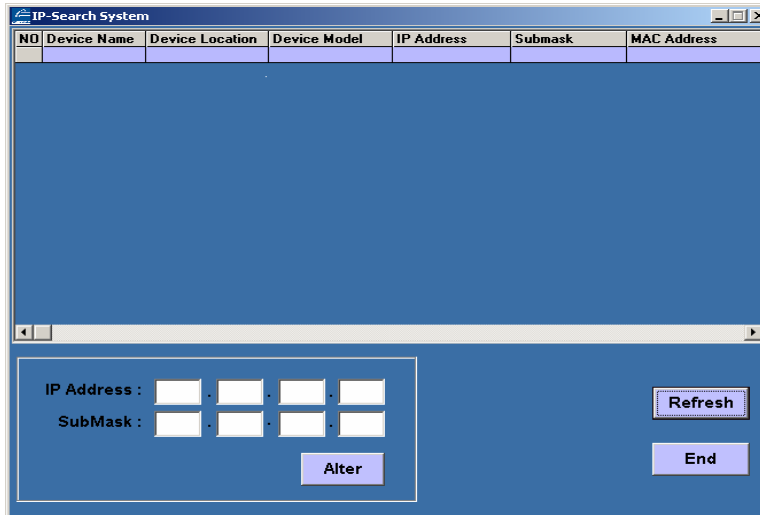 IP-Search System
NO Device Name Device Location Device Model IP Address Submask MAC Address
IP Address : . . .
SubMask : . . .
Alter
Refresh
End